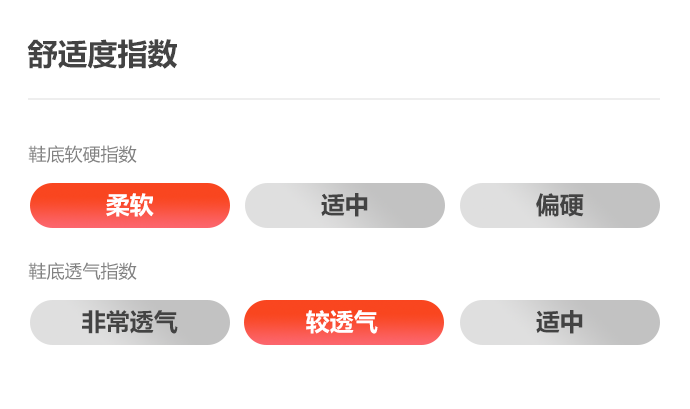 舒适度指数
鞋底软硬指数
柔软 适中 偏硬
鞋底透气指数
非常透气 较透气 适中